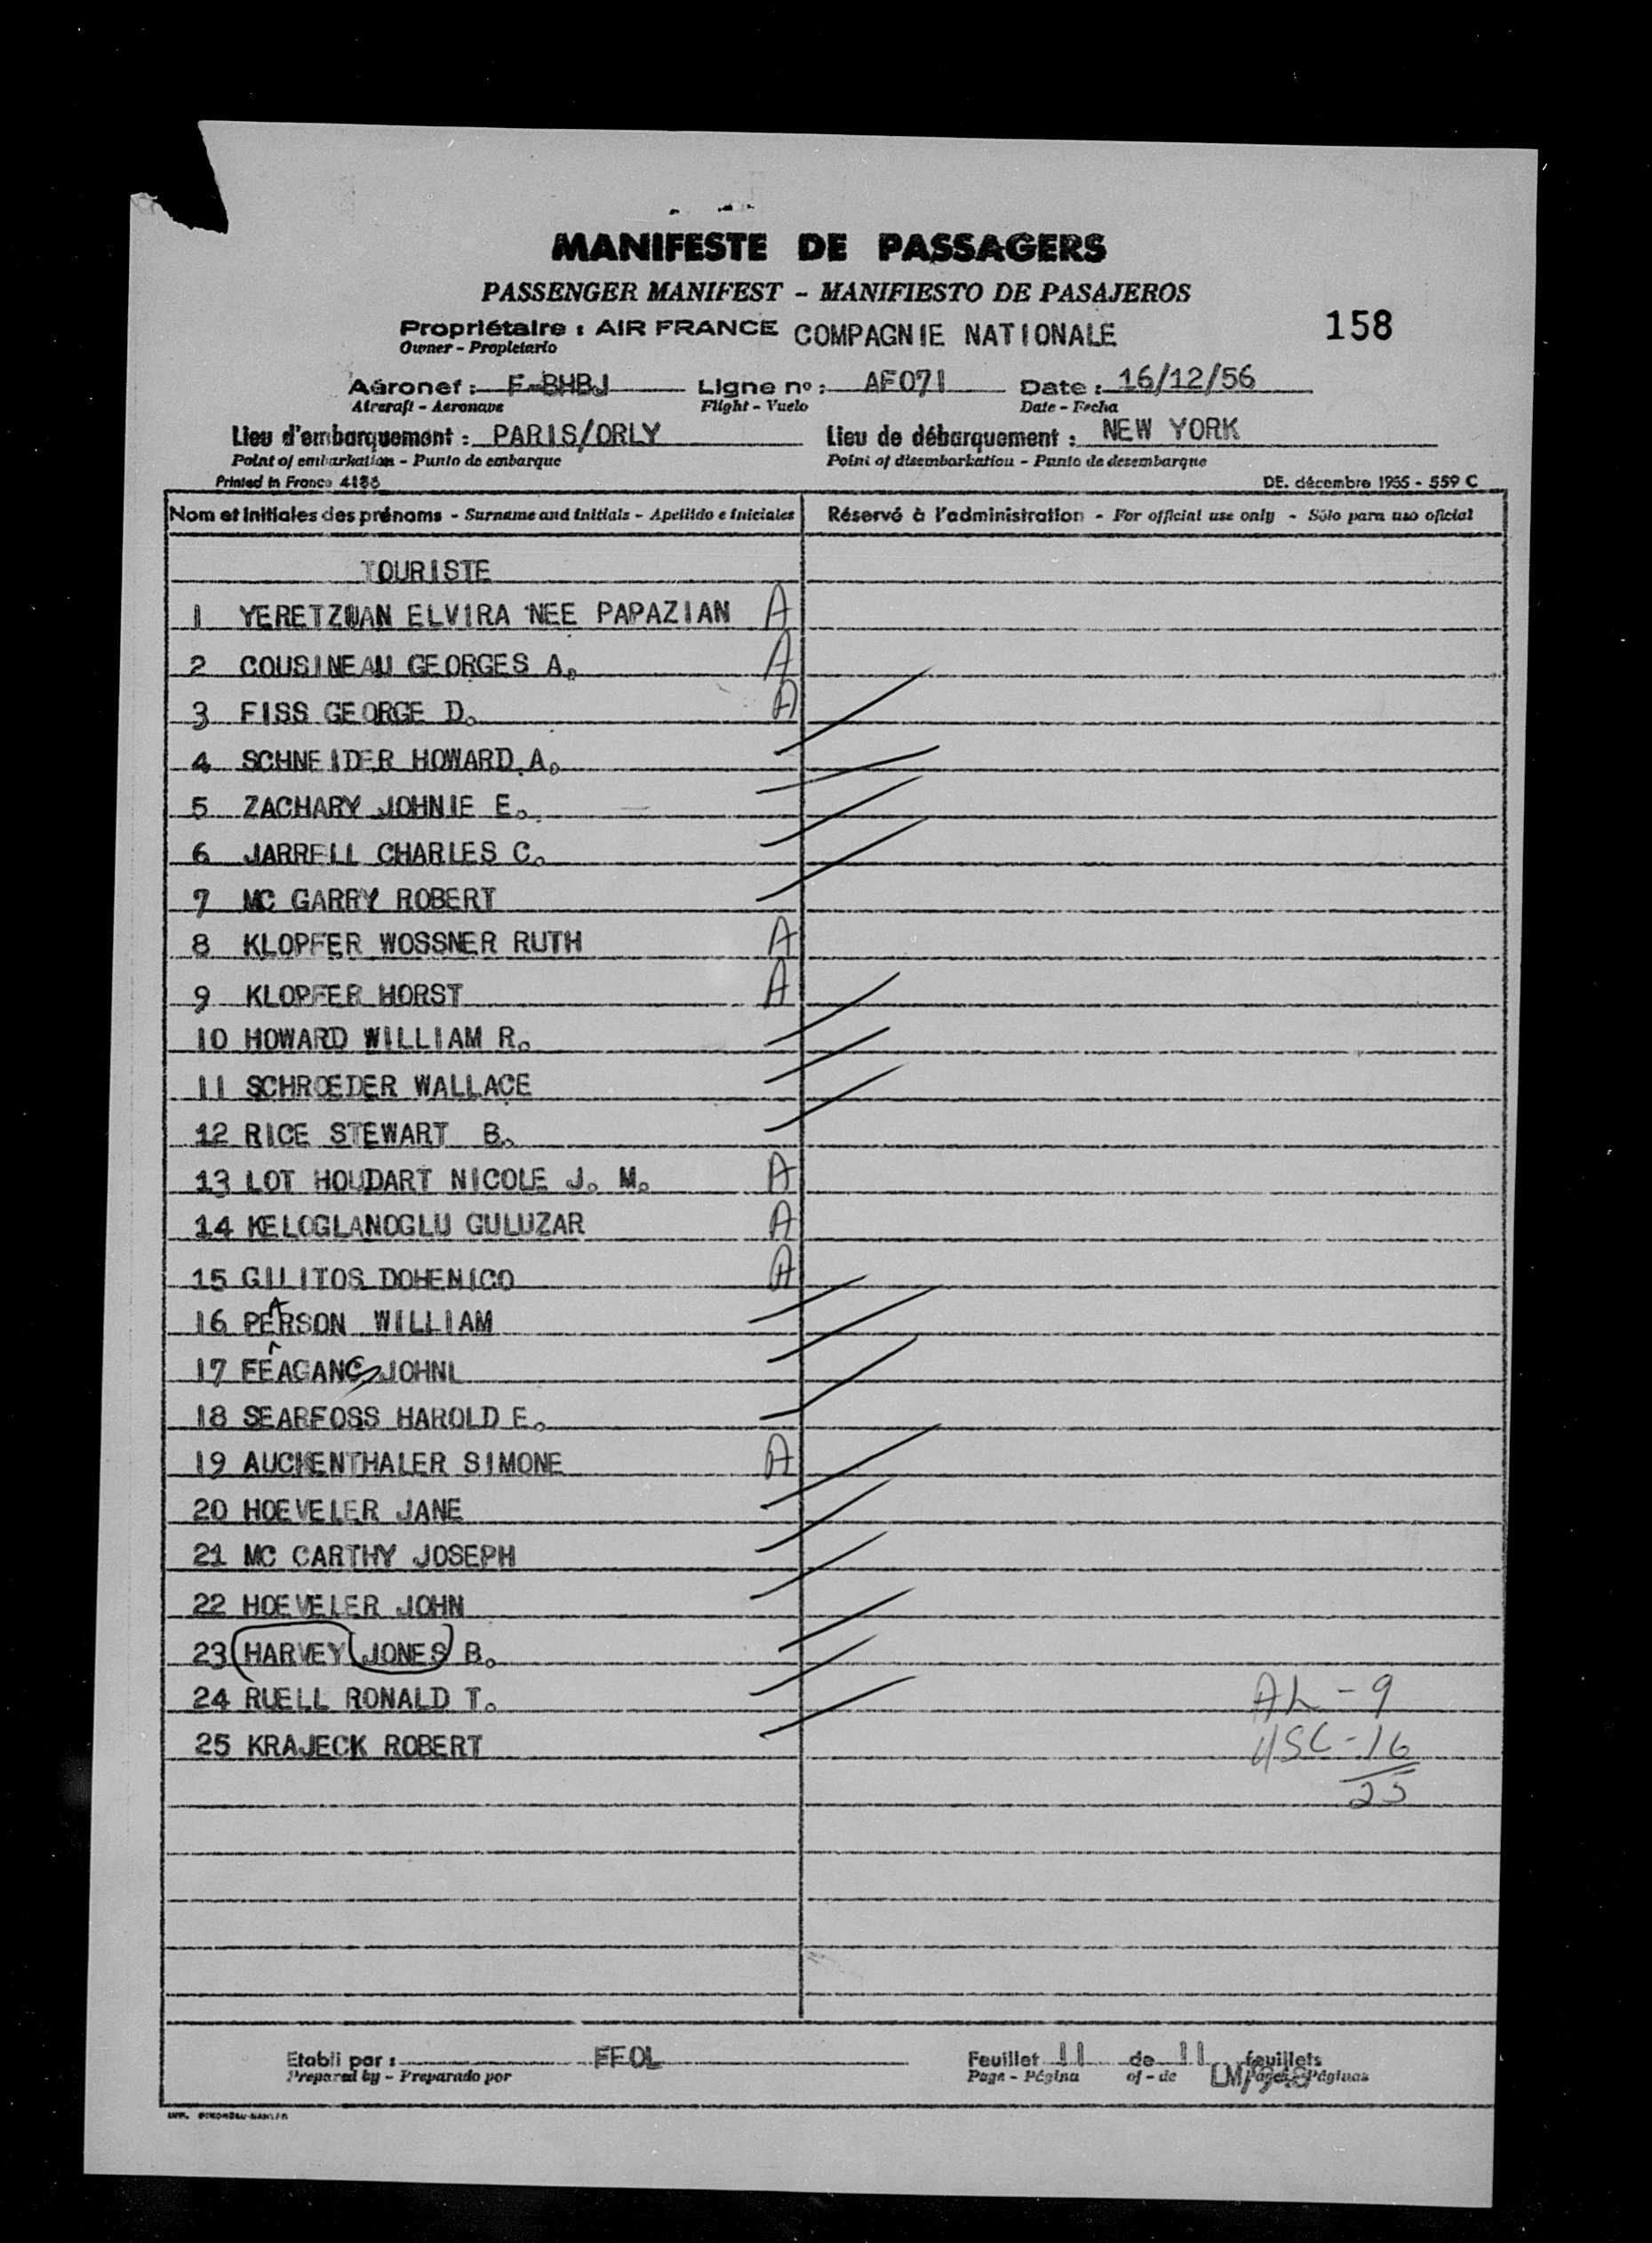 MANIFESTE DE PASSAGERS
PASSENGER MANIFEST - MANIFIESTO DE PASAJEROS
158
Propriétaire : AIR FRANCE COMPAGNIE NATIONALE
Owner - Propietario
Aéronef : F-BHBJ Ligne nº : AF071 Date : 16/12/56
Aircraft - Aeronave Flight - Vuelo Date - Fecha
Lieu d'embarquement : PARIS/ORLY Lieu de débarquement : NEW YORK
Point of embarkation - Punto de embarque Point of disembarkation - Punto de desembarque
Printed in France DE. décembre 1955 - 559 C
Nom et initiales des prénoms - Surname and initials - Apellido e iniciales Réservé à l'administration - For official use only - Sólo para uso oficial
TOURISTE
1 YERETZWAN ELVIRA NEE PAPAZIAN A
2 COUSINEAU GEORGES A. A
3 FISS GEORGE D. A
4 SCHNEIDER HOWARD A.
5 ZACHARY JOHNIE E.
6 JARRELL CHARLES C.
7 MC GARRY ROBERT
8 KLOPFER WOSSNER RUTH A
9 KLOPFER HORST A
10 HOWARD WILLIAM R.
11 SCHROEDER WALLACE
12 RICE STEWART B.
13 LOT HOUDART NICOLE J. M. A
14 KELOGLANOGLU GULUZAR A
15 GILITOS DOHENICO A
16 PEARSON WILLIAM
17 FEAGANS JOHNL
18 SEARFOSS HAROLD E.
19 AUCKENTHALER SIMONE A
20 HOEVELER JANE
21 MC CARTHY JOSEPH
22 HOEVELER JOHN
23 HARVEY JONES B.
24 RUELL RONALD T. AL - 9
25 KRAJECK ROBERT USC - 16
25
Etabli par : FFOL Feuillet 11 de 11 feuillets
Prepared by - Preparado por Page - Página of - de Pages - Páginas